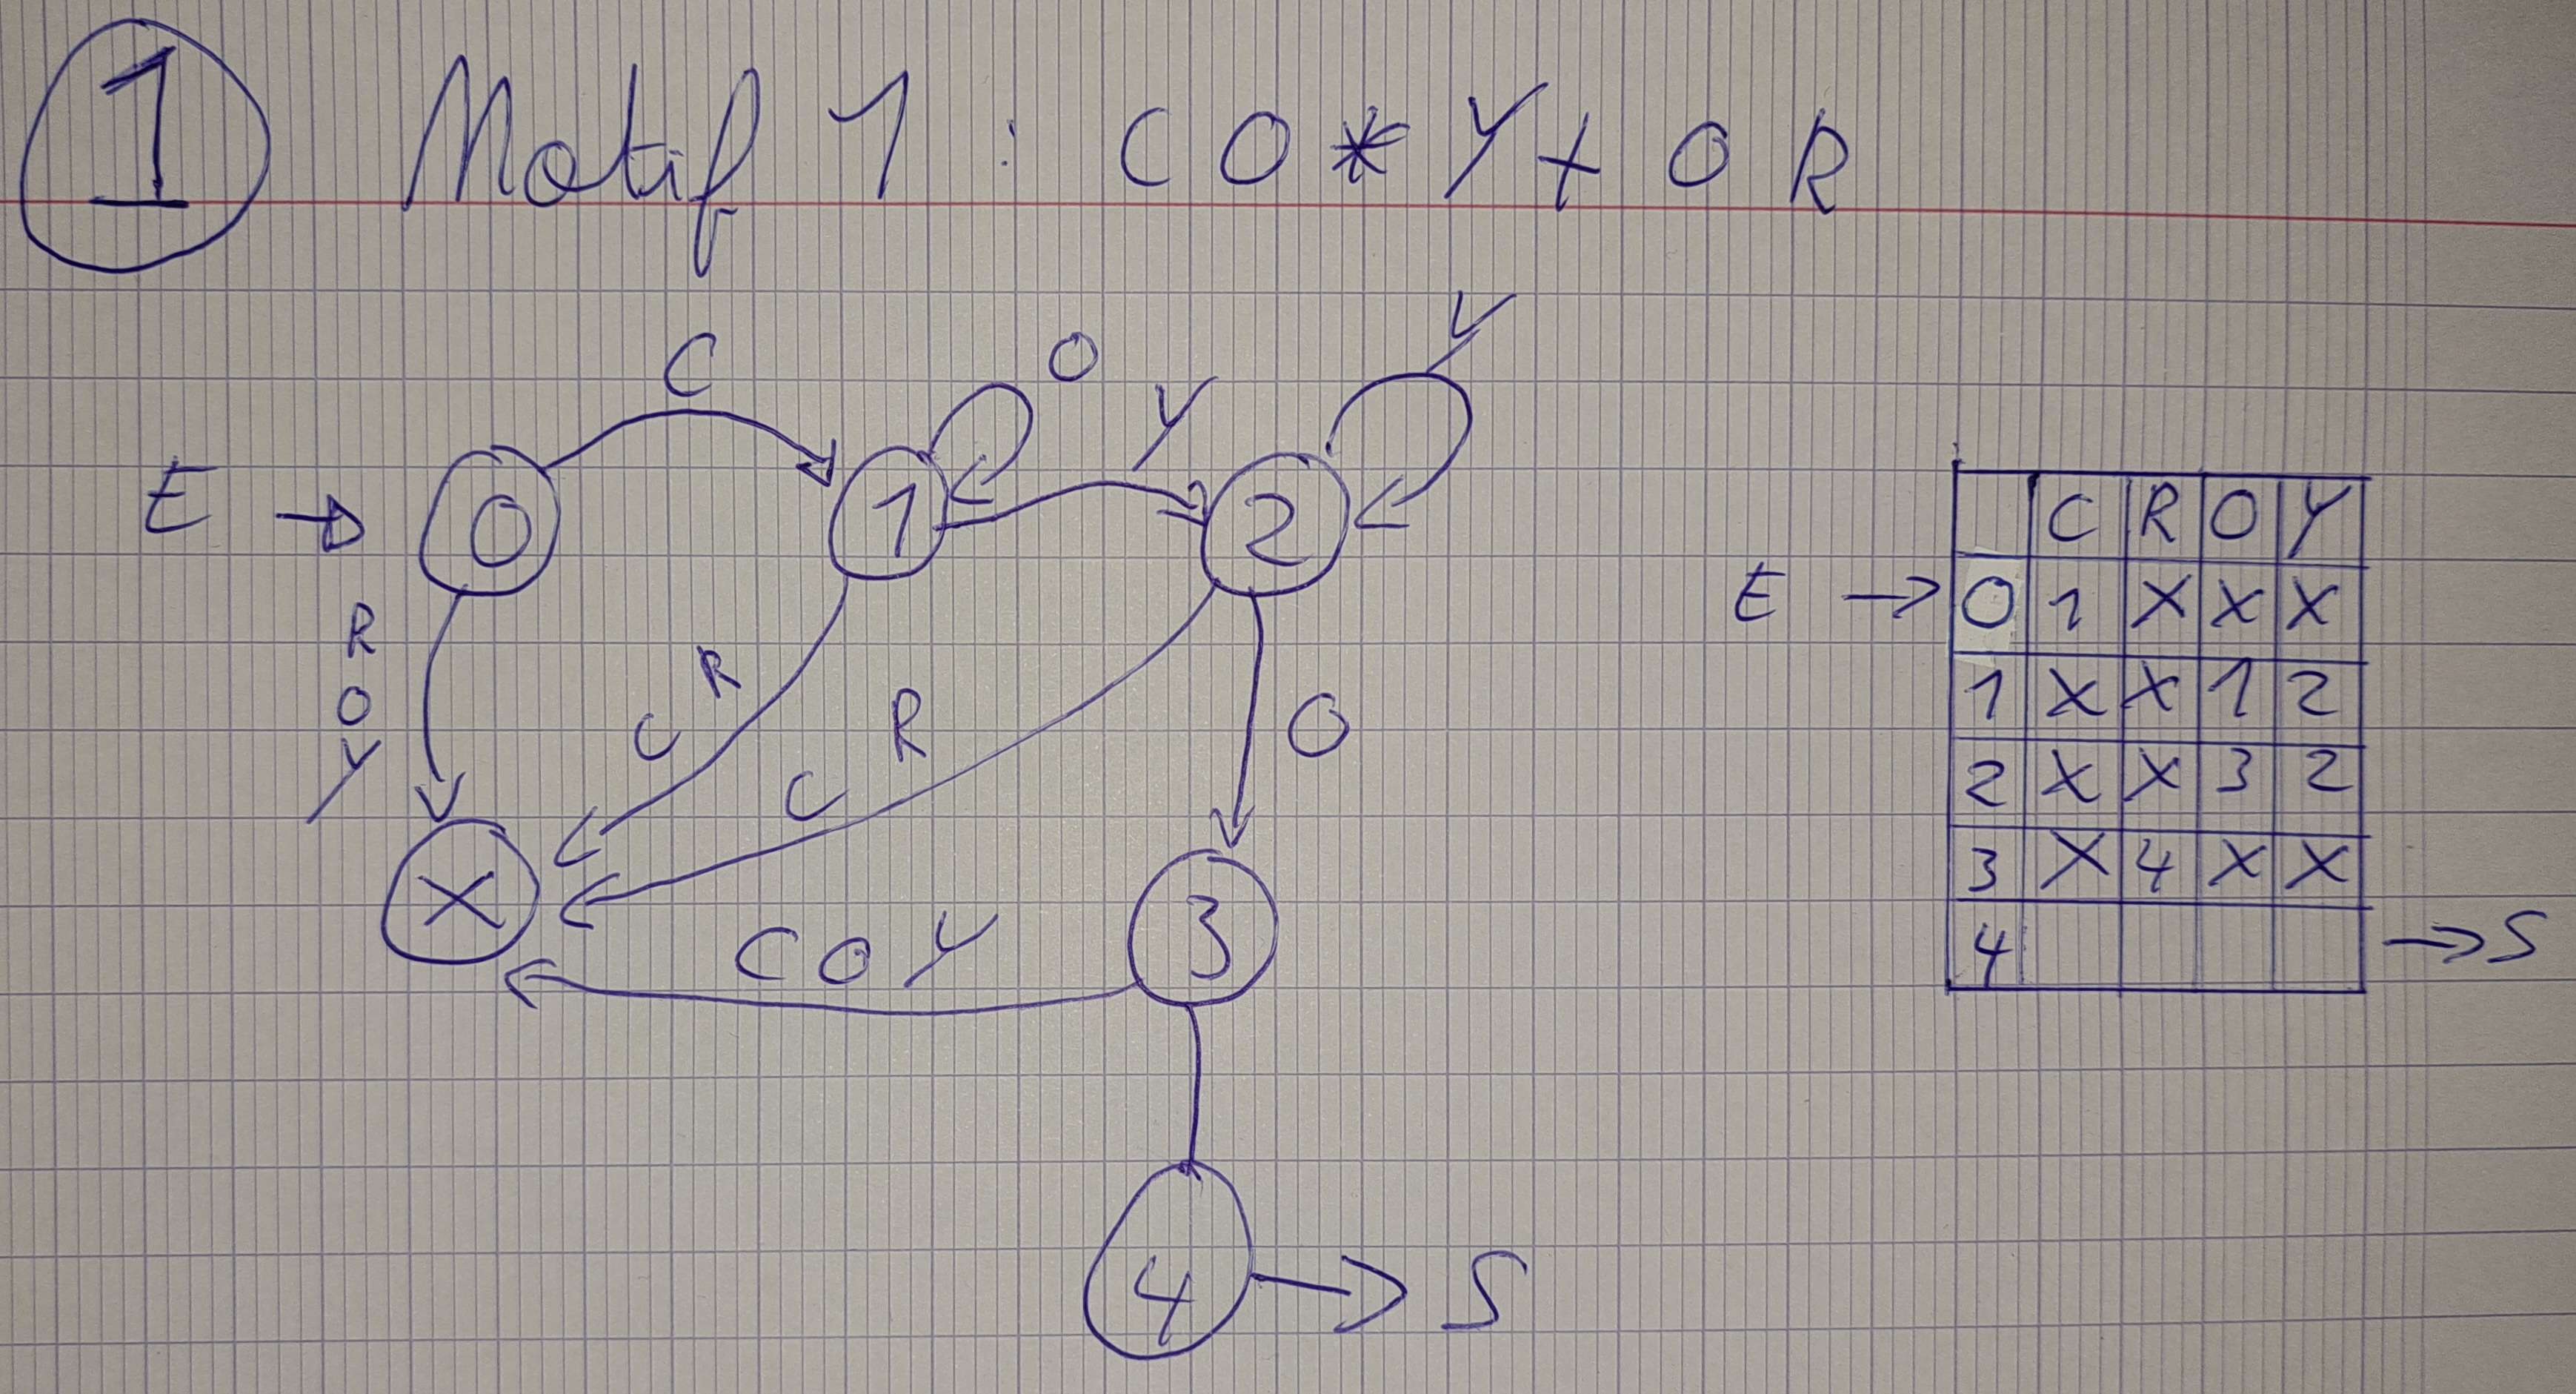 1 Motif 1 : C O * Y + O R
C O Y Y
E → 0 1 2
R O Y
C R
C R
O
X C O Y 3
4 → S
C R O Y
E → 0 1 X X X
1 X X 1 2
2 X X 3 2
3 X 4 X X
4 → S